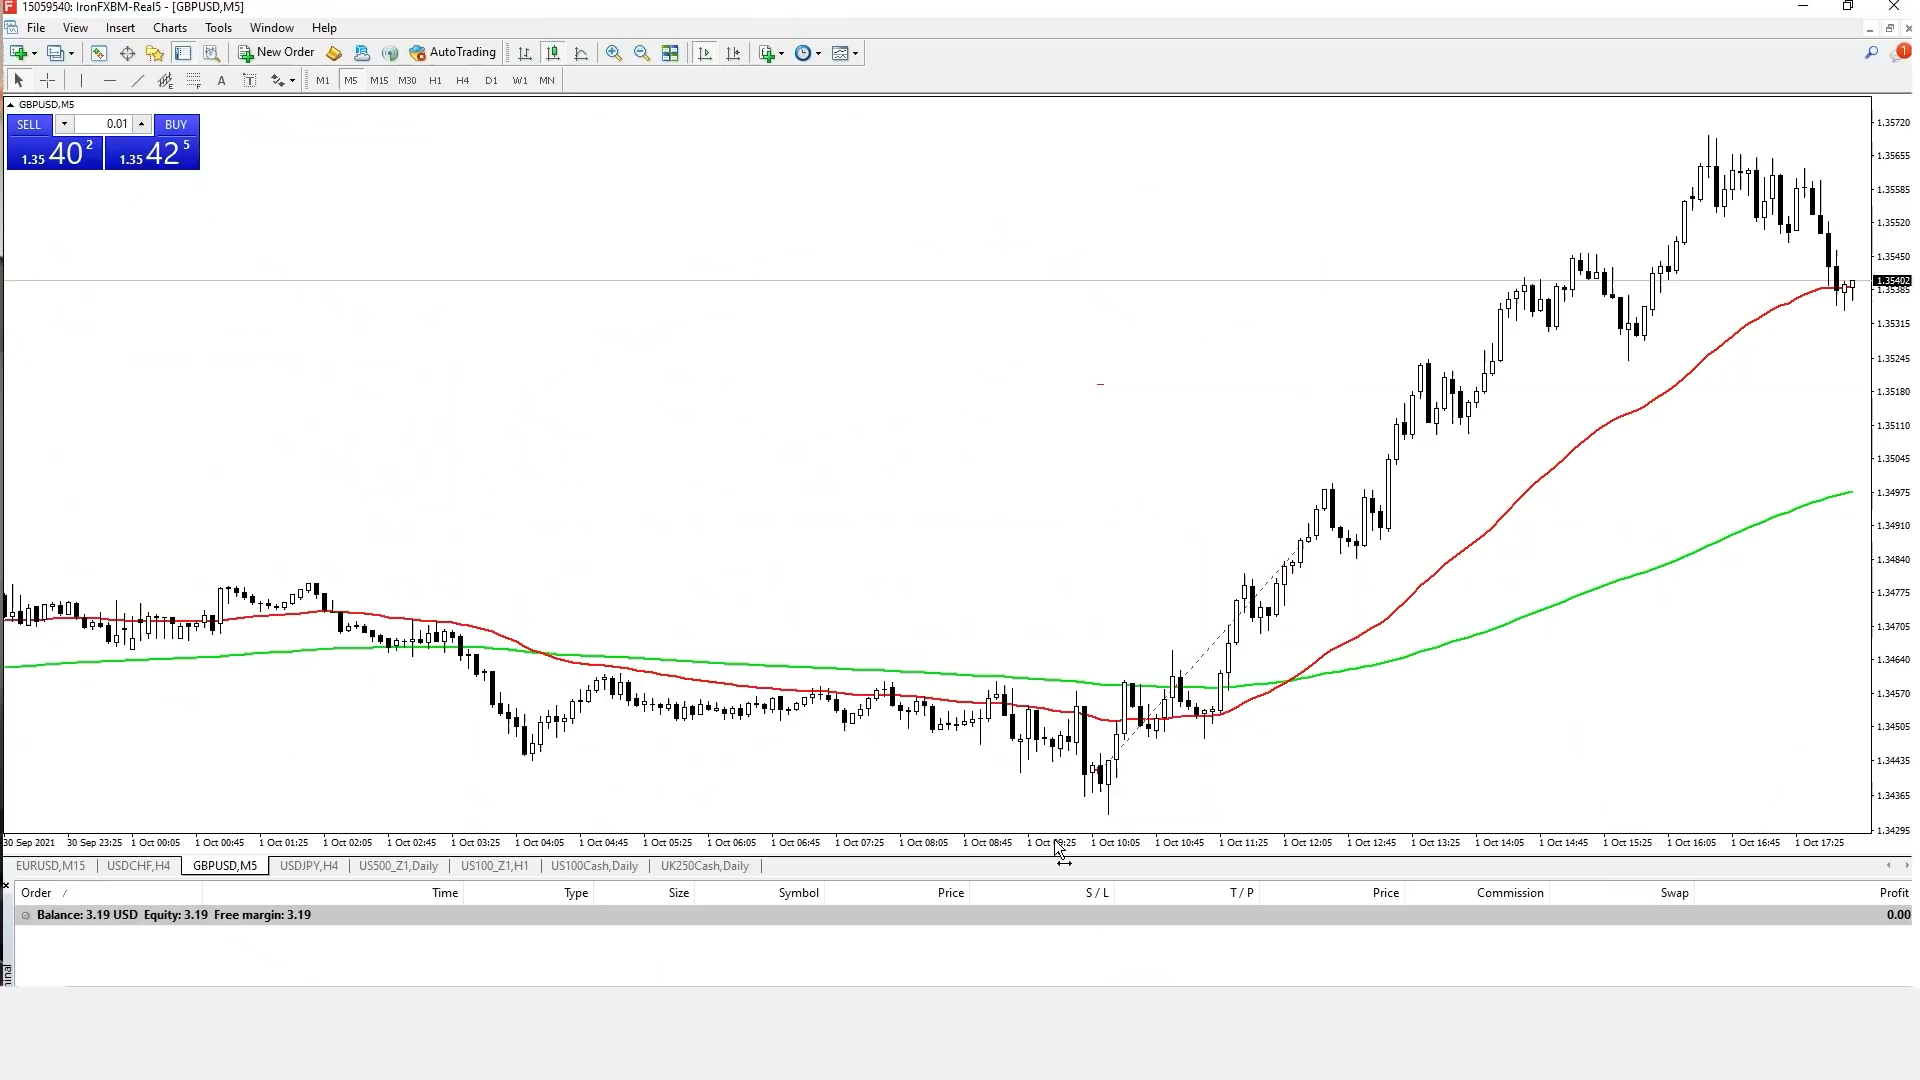 15059540: IronFXBM-Real5 - [GBPUSD,M5]
File View Insert Charts Tools Window Help
New Order AutoTrading 1
A T M1 M5 M15 M30 H1 H4 D1 W1 MN
GBPUSD,M5
SELL 0.01 BUY
1.35 40 2 1.35 42 5
1.35720
1.35655
1.35585
1.35520
1.35450
1.35402
1.35385
1.35315
1.35245
1.35180
1.35110
1.35045
1.34975
1.34910
1.34840
1.34775
1.34705
1.34640
1.34570
1.34505
1.34435
1.34365
1.34295
30 Sep 2021 30 Sep 23:25 1 Oct 00:05 1 Oct 00:45 1 Oct 01:25 1 Oct 02:05 1 Oct 02:45 1 Oct 03:25 1 Oct 04:05 1 Oct 04:45 1 Oct 05:25 1 Oct 06:05 1 Oct 06:45 1 Oct 07:25 1 Oct 08:05 1 Oct 08:45 1 Oct 09:25 1 Oct 10:05 1 Oct 10:45 1 Oct 11:25 1 Oct 12:05 1 Oct 12:45 1 Oct 13:25 1 Oct 14:05 1 Oct 14:45 1 Oct 15:25 1 Oct 16:05 1 Oct 16:45 1 Oct 17:25
EURUSD,M15 USDCHF,H4 GBPUSD,M5 USDJPY,H4 US500_Z1,Daily US100_Z1,H1 US100Cash,Daily UK250Cash,Daily
Order / Time Type Size Symbol Price S / L T / P Price Commission Swap Profit
Balance: 3.19 USD Equity: 3.19 Free margin: 3.19 0.00